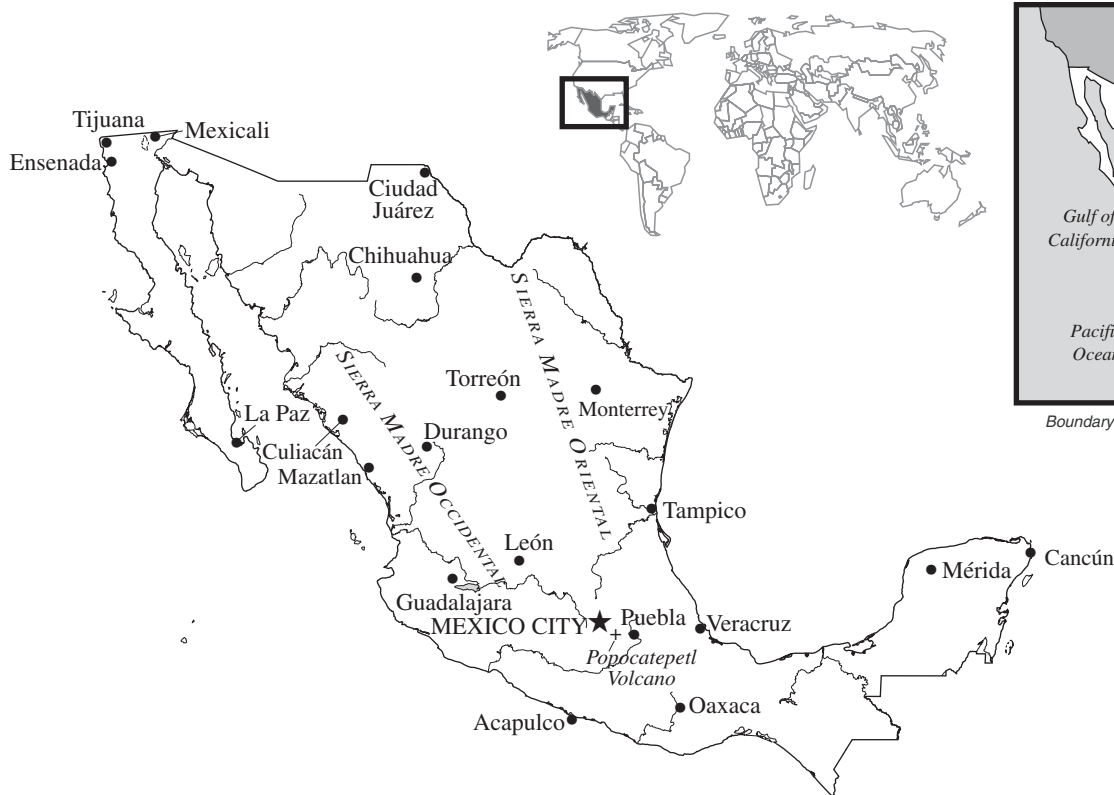 Tijuana
Mexicali
Ensenada
Ciudad
Juárez
Chihuahua
SIERRA MADRE ORIENTAL
SIERRA MADRE OCCIDENTAL
Torreón
Monterrey
La Paz
Culiacán
Durango
Mazatlan
Tampico
León
Cancún
Mérida
Guadalajara
MEXICO CITY
Puebla
Veracruz
Popocatepetl
Volcano
Oaxaca
Acapulco
Gulf of
Californi
Pacifi
Ocean
Boundary